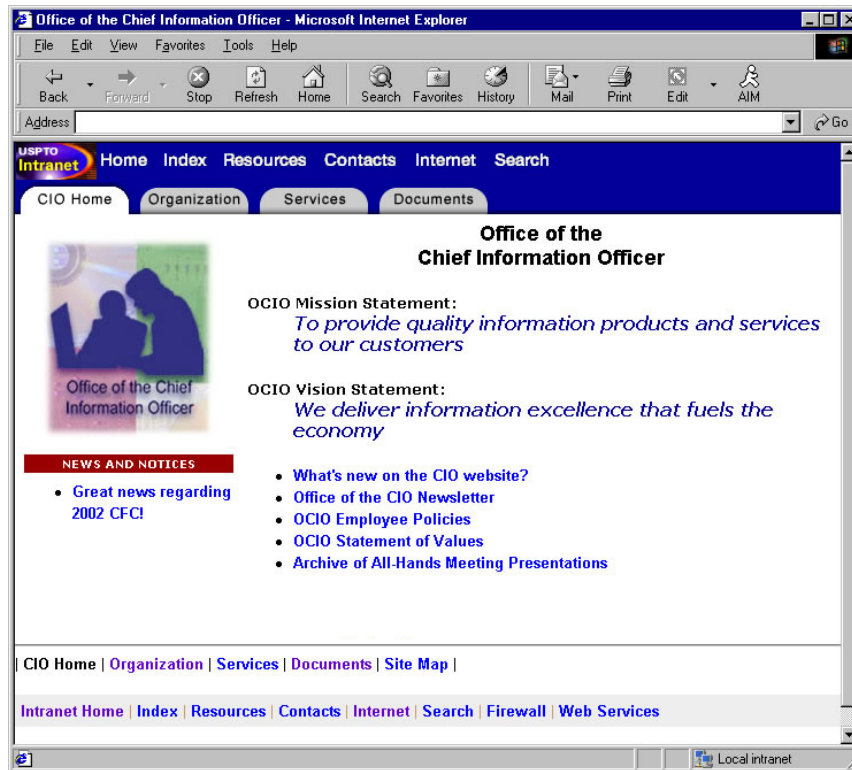 Office of the Chief Information Officer - Microsoft Internet Explorer
File Edit View Favorites Tools Help
Back Forward Stop Refresh Home Search Favorites History Mail Print Edit AIM
Address Go
USPTO
Intranet Home Index Resources Contacts Internet Search
CIO Home Organization Services Documents
Office of the
Chief Information Officer
OCIO Mission Statement:
To provide quality information products and services
to our customers
Office of the Chief
Information Officer
OCIO Vision Statement:
We deliver information excellence that fuels the
economy
NEWS AND NOTICES
• Great news regarding
2002 CFC!
• What's new on the CIO website?
• Office of the CIO Newsletter
• OCIO Employee Policies
• OCIO Statement of Values
• Archive of All-Hands Meeting Presentations
| CIO Home | Organization | Services | Documents | Site Map |
Intranet Home | Index | Resources | Contacts | Internet | Search | Firewall | Web Services
Local intranet